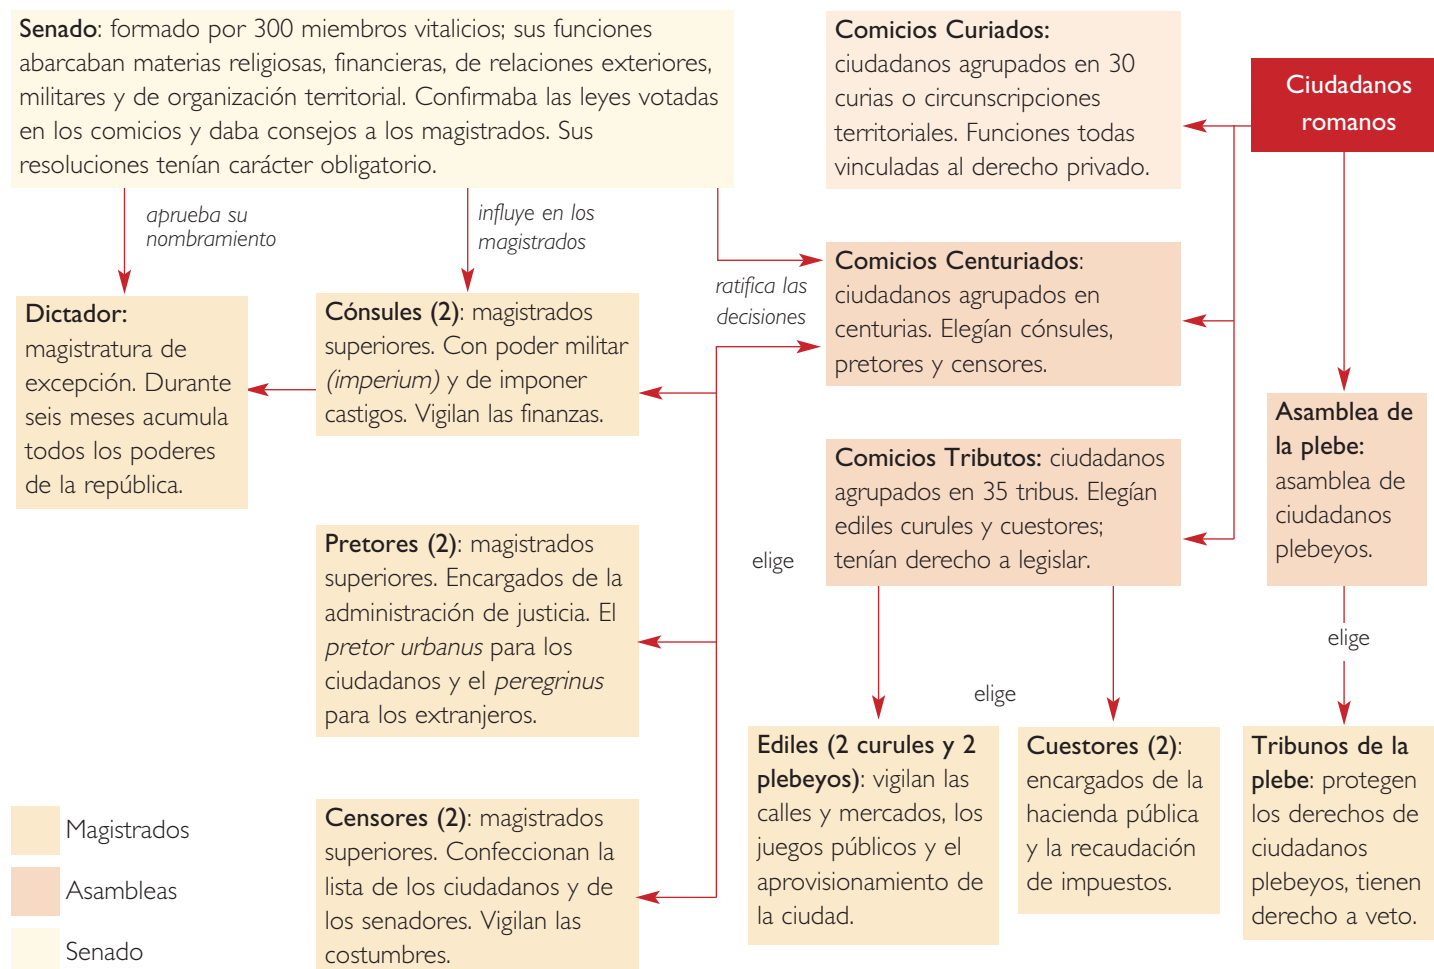 Senado: formado por 300 miembros vitalicios; sus funciones
abarcaban materias religiosas, financieras, de relaciones exteriores,
militares y de organización territorial. Confirmaba las leyes votadas
en los comicios y daba consejos a los magistrados. Sus
resoluciones tenían carácter obligatorio.
Comicios Curiados:
ciudadanos agrupados en 30
curias o circunscripciones
territoriales. Funciones todas
vinculadas al derecho privado.
Ciudadanos
romanos
aprueba su
nombramiento
influye en los
magistrados
ratifica las
decisiones
Comicios Centuriados:
ciudadanos agrupados en
centurias. Elegían cónsules,
pretores y censores.
Dictador:
magistratura de
excepción. Durante
seis meses acumula
todos los poderes
de la república.
Cónsules (2): magistrados
superiores. Con poder militar
(imperium) y de imponer
castigos. Vigilan las finanzas.
Comicios Tributos: ciudadanos
agrupados en 35 tribus. Elegían
ediles curules y cuestores;
tenían derecho a legislar.
Asamblea de
la plebe:
asamblea de
ciudadanos
plebeyos.
Pretores (2): magistrados
superiores. Encargados de la
administración de justicia. El
pretor urbanus para los
ciudadanos y el peregrinus
para los extranjeros.
elige
elige
elige
Ediles (2 curules y 2
plebeyos): vigilan las
calles y mercados, los
juegos públicos y el
aprovisionamiento de
la ciudad.
Cuestores (2):
encargados de la
hacienda pública
y la recaudación
de impuestos.
Tribunos de la
plebe: protegen
los derechos de
ciudadanos
plebeyos, tienen
derecho a veto.
Censores (2): magistrados
superiores. Confeccionan la
lista de los ciudadanos y de
los senadores. Vigilan las
costumbres.
Magistrados
Asambleas
Senado